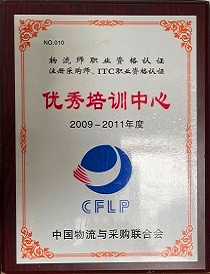 NO.010
物流师职业资格认证
注册采购师、ITC职业资格认证
优秀培训中心
2009-2011年度
CFLP
中国物流与采购联合会